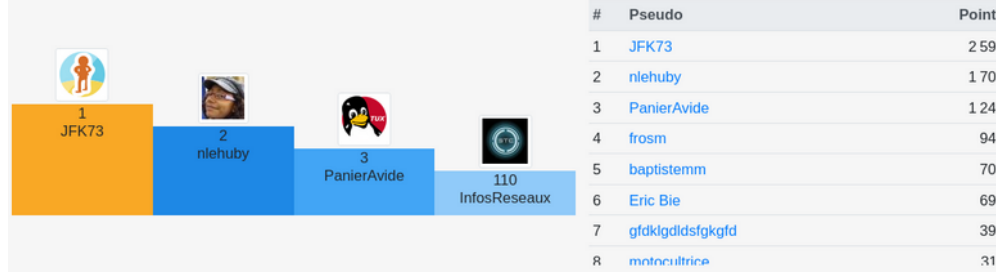 1
JFK73
2
nlehuby
3
PanierAvide
110
InfosReseaux
TUX
BTC
# Pseudo Point
1 JFK73 2 59
2 nlehuby 1 70
3 PanierAvide 1 24
4 frosm 94
5 baptistemm 70
6 Eric Bie 69
7 gfdklgdldsfgkgfd 39
8 motocultrice 31